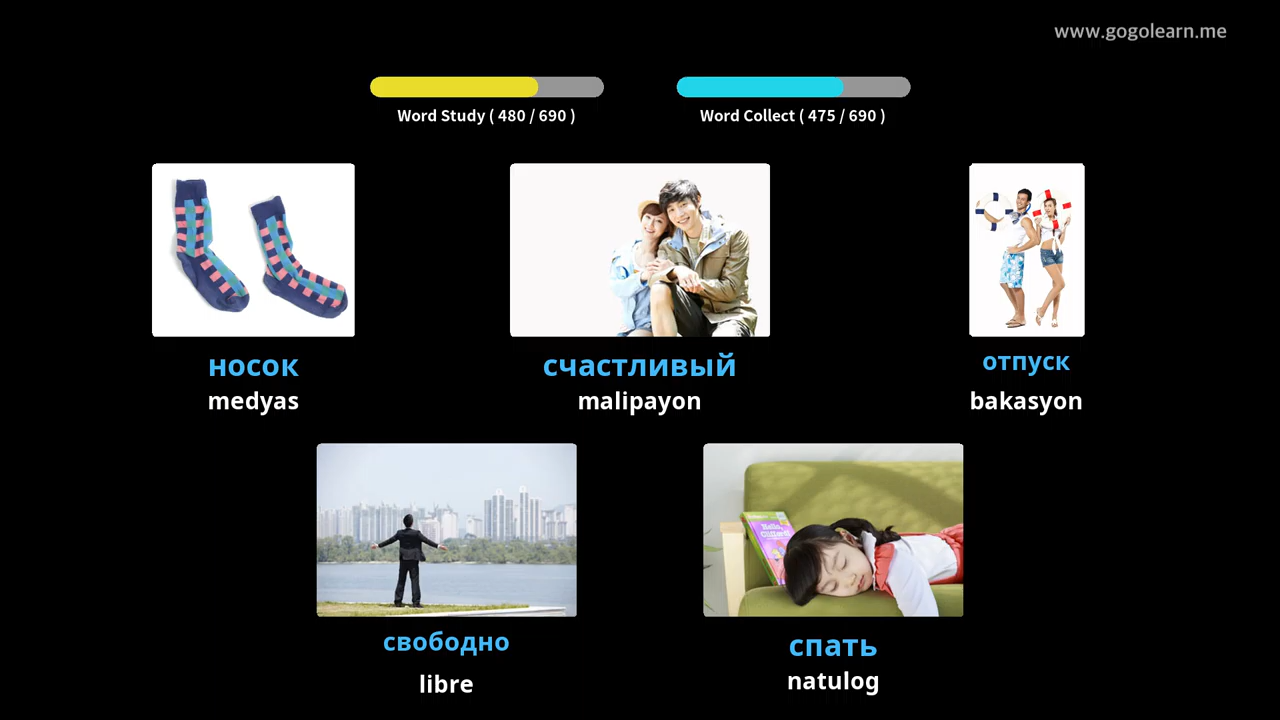 www.gogolearn.me
Word Study ( 480 / 690 )
Word Collect ( 475 / 690 )
носок
medyas
счастливый
malipayon
отпуск
bakasyon
свободно
libre
Hello,
спать
natulog